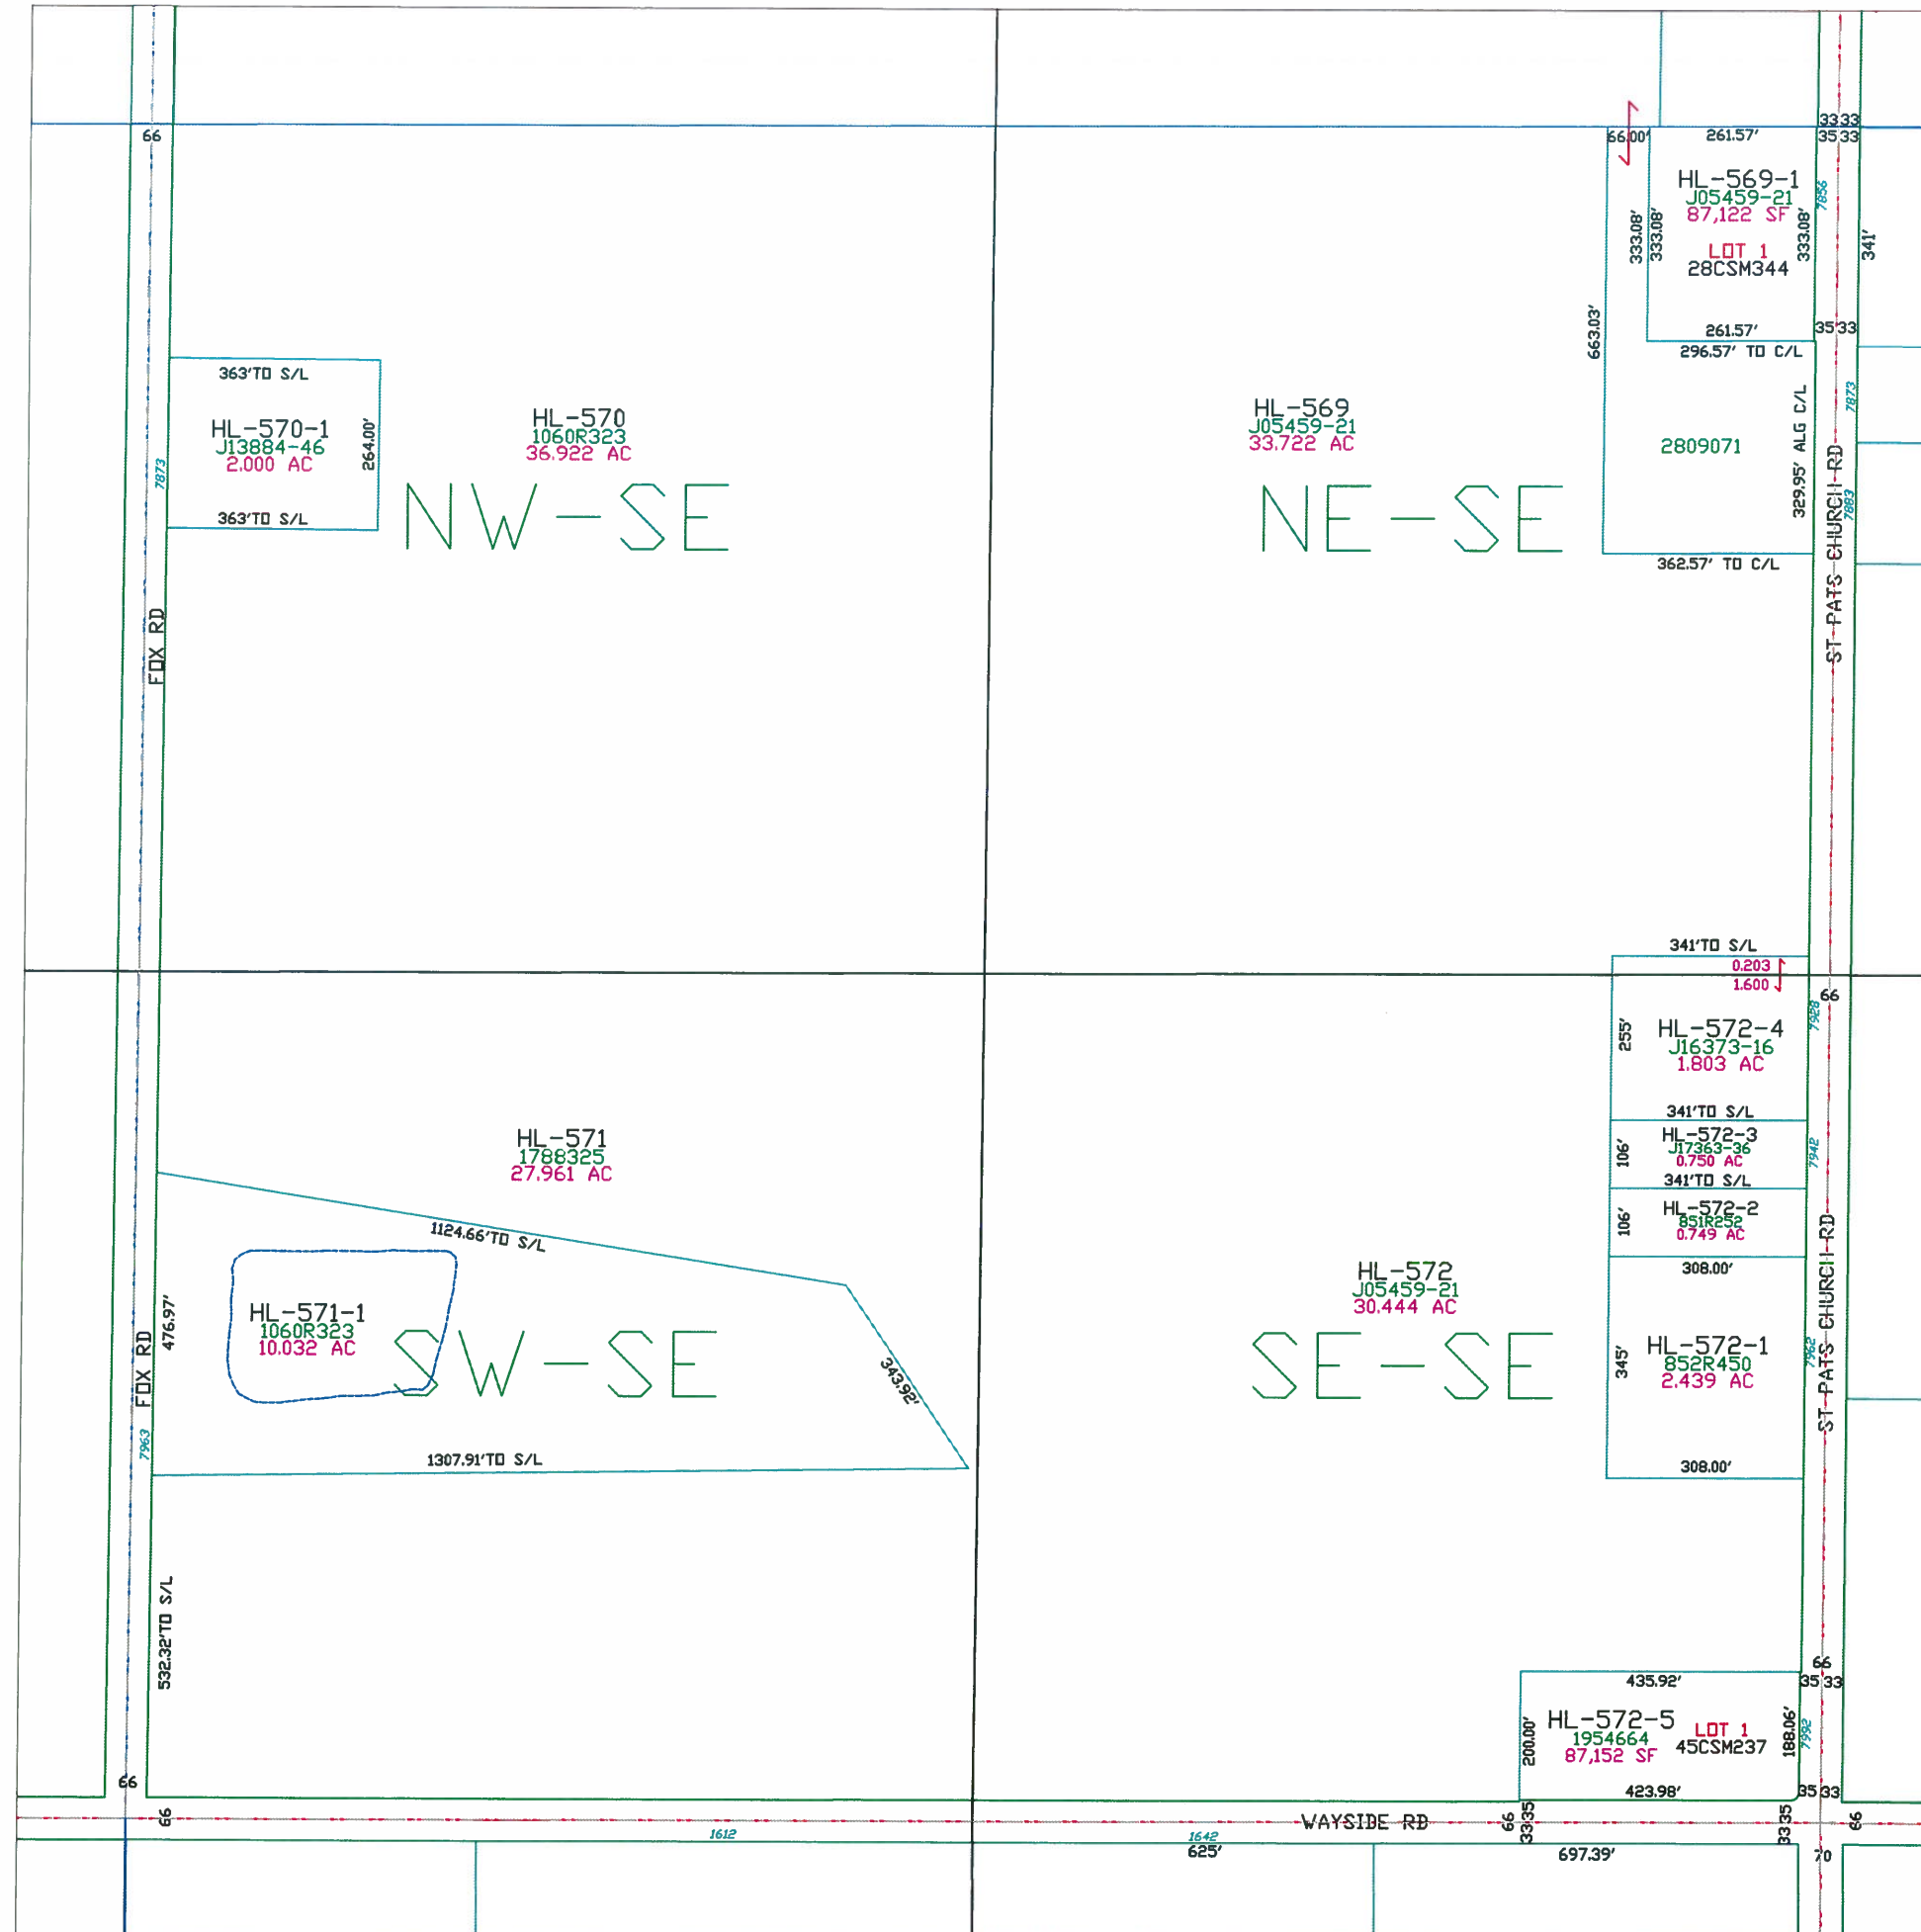 66
66.00'
261.57'
33 33
35 33
HL-569-1
J05459-21
87,122 SF
LOT 1
28CSM344
333.08'
333.08'
333.08'
7856
341'
663.03'
261.57'
35 33
296.57' TO C/L
363'TO S/L
HL-570-1
J13884-46
2.000 AC
264.00'
363'TO S/L
7873
HL-570
1060R323
36.922 AC
NW-SE
HL-569
J05459-21
33.722 AC
NE-SE
2809071
329.95' ALG C/L
7873
7883
362.57' TO C/L
FOX RD
ST PATS CHURCH RD
341'TO S/L
0.203
1.600
66
7928
255'
HL-572-4
J16373-16
1.803 AC
341'TO S/L
106'
HL-572-3
J17363-36
0.750 AC
7942
341'TO S/L
106'
HL-572-2
851R252
0.749 AC
308.00'
HL-571
1788325
27.961 AC
1124.66'TO S/L
476.97'
HL-571-1
1060R323
10.032 AC
SW-SE
343.92'
1307.91'TO S/L
FOX RD
7963
HL-572
J05459-21
30.444 AC
SE-SE
345'
HL-572-1
852R450
2.439 AC
7962
ST PATS CHURCH RD
308.00'
532.32'TO S/L
66
35 33
435.92'
200.00'
HL-572-5
1954664
87,152 SF
LOT 1
45CSM237
188.06'
7992
423.98'
35 33
66
66
WAYSIDE RD
66
33 35
33 35
66
1612
1642
625'
697.39'
70